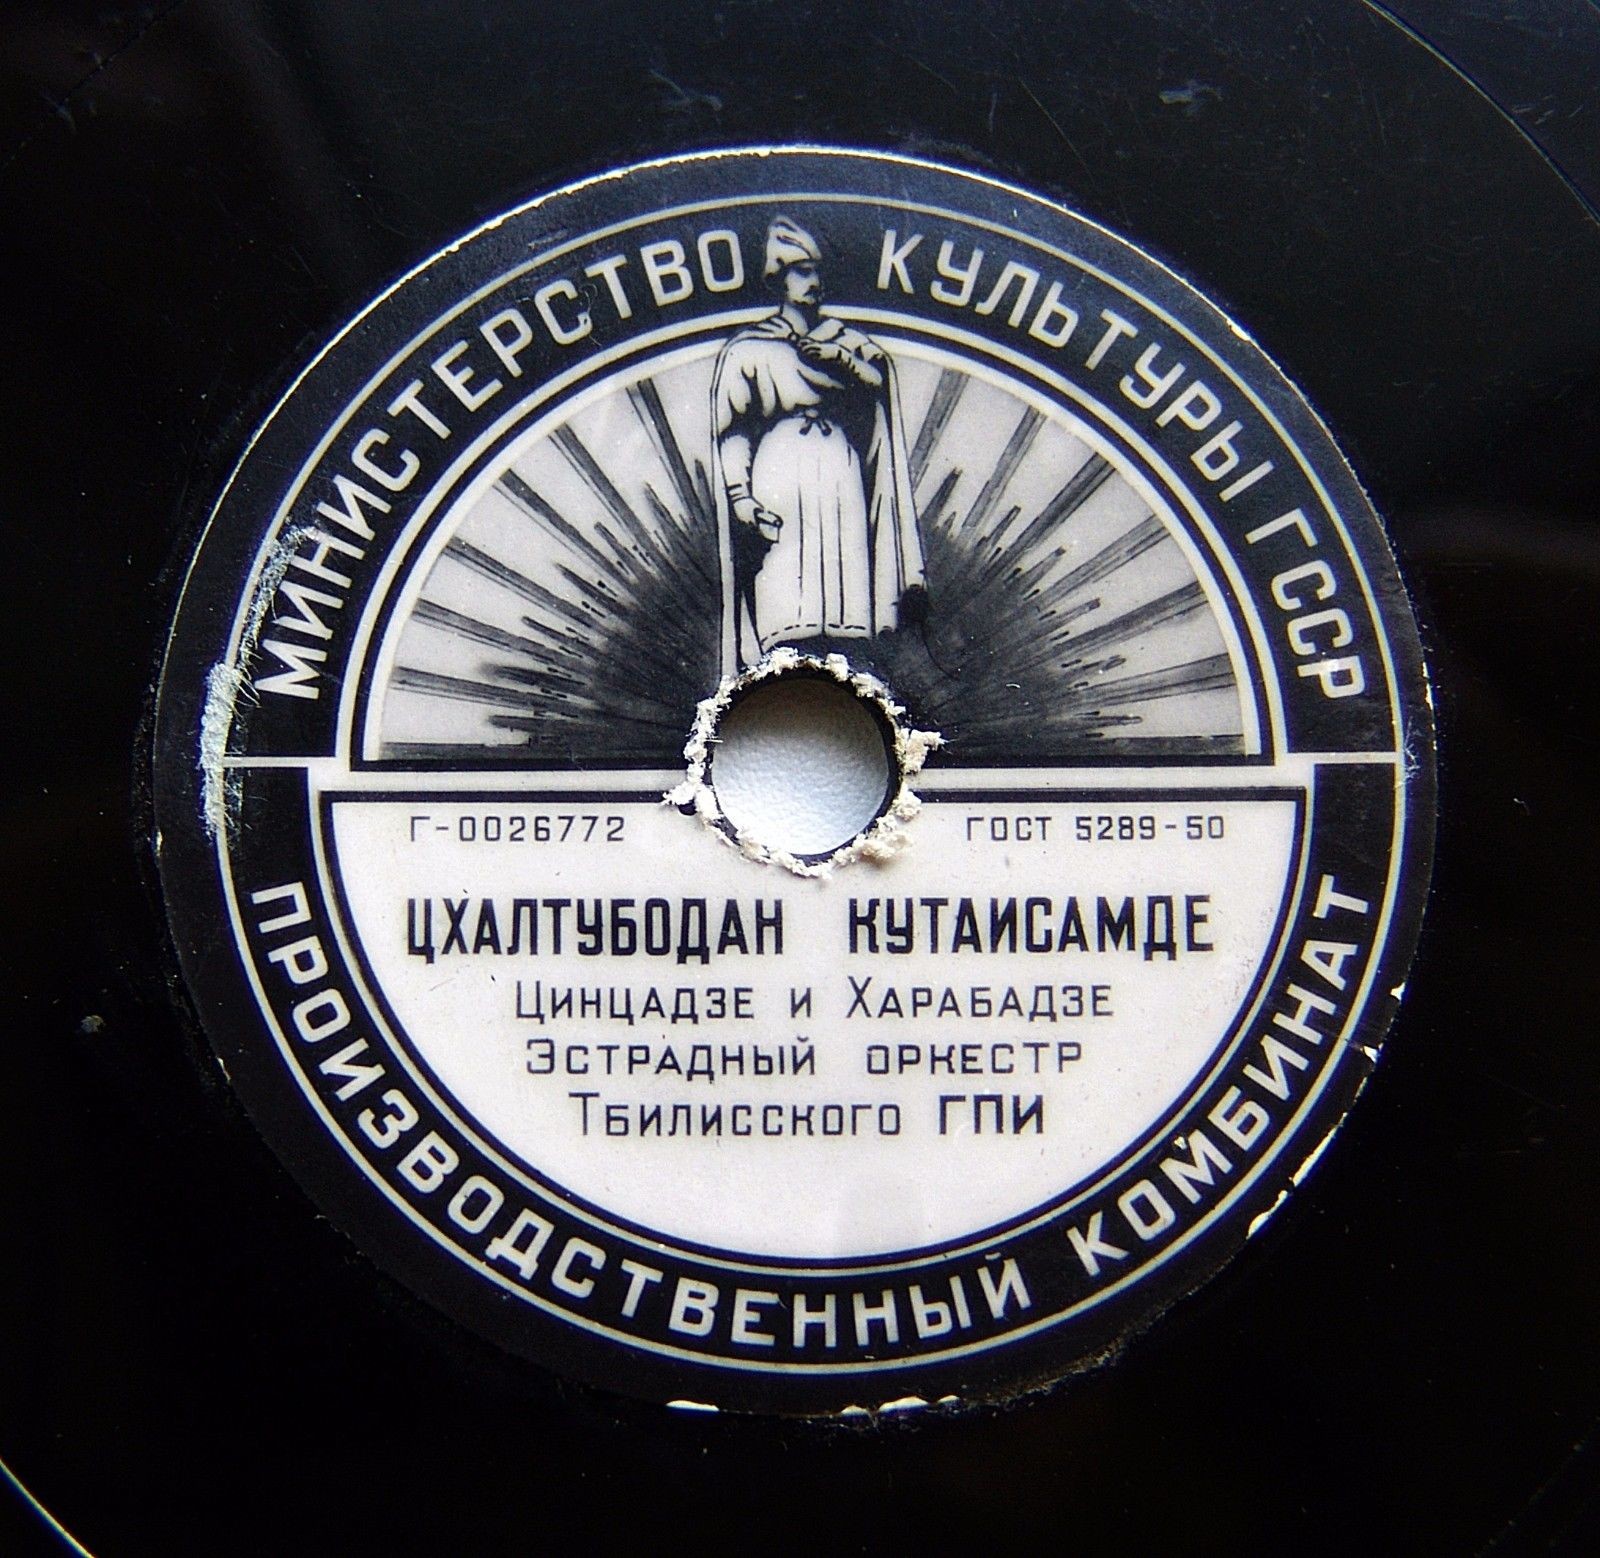 МИНИСТЕРСТВО КУЛЬТУРЫ ГССР
Г-0026772
ГОСТ 5289-50
ЦХАЛТУБОДАН КУТАИСАМДЕ
ЦИНЦАДЗЕ И ХАРАБАДЗЕ
ЭСТРАДНЫЙ ОРКЕСТР
ТБИЛИССКОГО ГПИ
ПРОИЗВОДСТВЕННЫЙ КОМБИНАТ